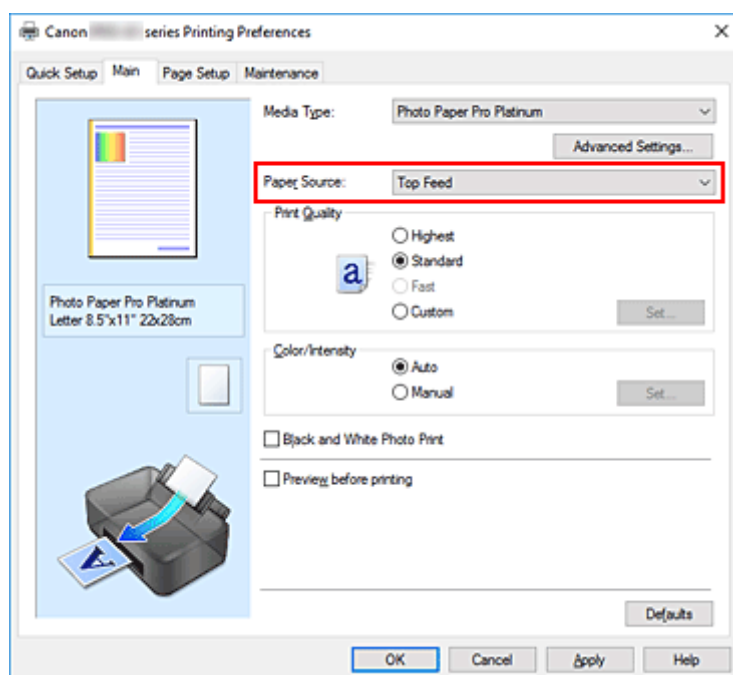 Canon series Printing Preferences
Quick Setup Main Page Setup Maintenance
Media Type: Photo Paper Pro Platinum
Advanced Settings...
Paper Source: Top Feed
Print Quality
Highest
Standard
Fast
Custom Set...
Photo Paper Pro Platinum
Letter 8.5"x11" 22x28cm
Color/Intensity
Auto
Manual Set...
Black and White Photo Print
Preview before printing
Defaults
OK Cancel Apply Help
a
A